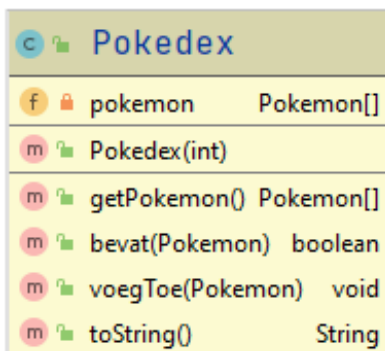 c Pokedex
f pokemon Pokemon[]
m Pokedex(int)
m getPokemon() Pokemon[]
m bevat(Pokemon) boolean
m voegToe(Pokemon) void
m toString() String